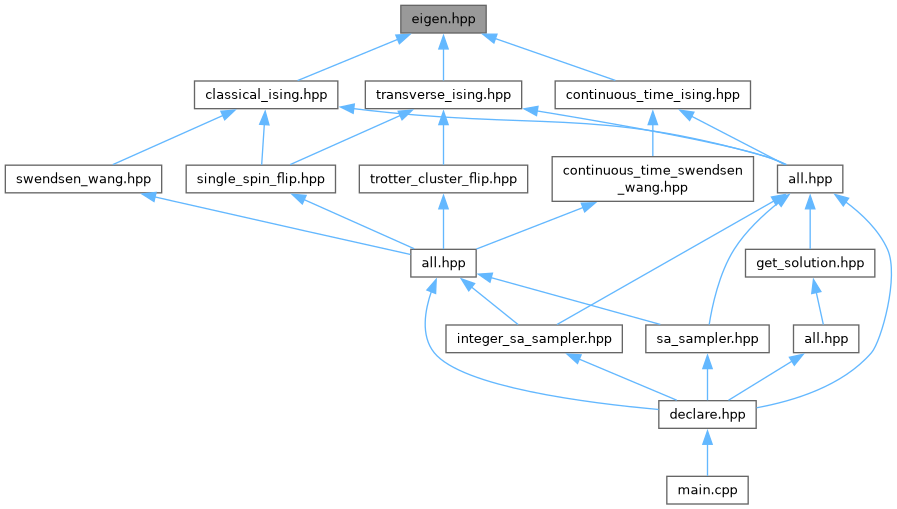 eigen.hpp
classical_ising.hpp
transverse_ising.hpp
continuous_time_ising.hpp
swendsen_wang.hpp
single_spin_flip.hpp
trotter_cluster_flip.hpp
continuous_time_swendsen
_wang.hpp
all.hpp
all.hpp
get_solution.hpp
integer_sa_sampler.hpp
sa_sampler.hpp
all.hpp
declare.hpp
main.cpp